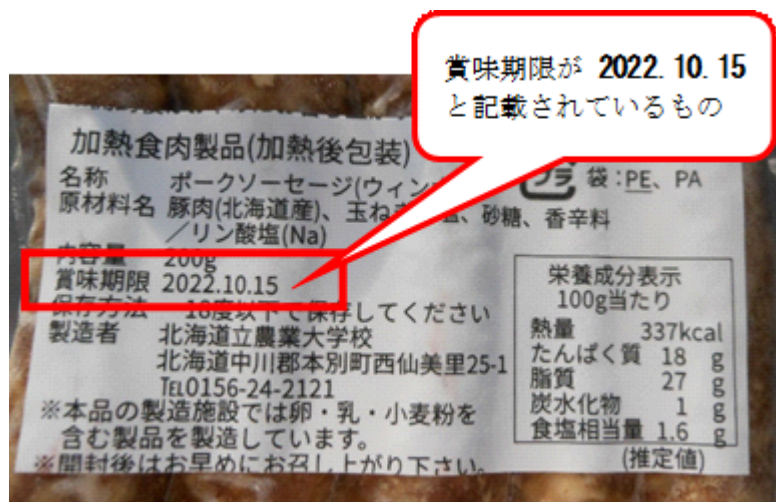 賞味期限が 2022.10.15
と記載されているもの
加熱食肉製品(加熱後包装)
プラ 袋:PE、PA
名称 ポークソーセージ(ウィン
原材料名 豚肉(北海道産)、玉ねぎ 、砂糖、香辛料
/リン酸塩(Na)
内容量 200g
賞味期限 2022.10.15
保存方法 -18度以下で保存してください
製造者 北海道立農業大学校
北海道中川郡本別町西仙美里25-1
℡0156-24-2121
※本品の製造施設では卵・乳・小麦粉を
含む製品を製造しています。
※開封後はお早めにお召し上がり下さい。
栄養成分表示
100g当たり
熱量 337kcal
たんぱく質 18 g
脂質 27 g
炭水化物 1 g
食塩相当量 1.6 g
(推定値)